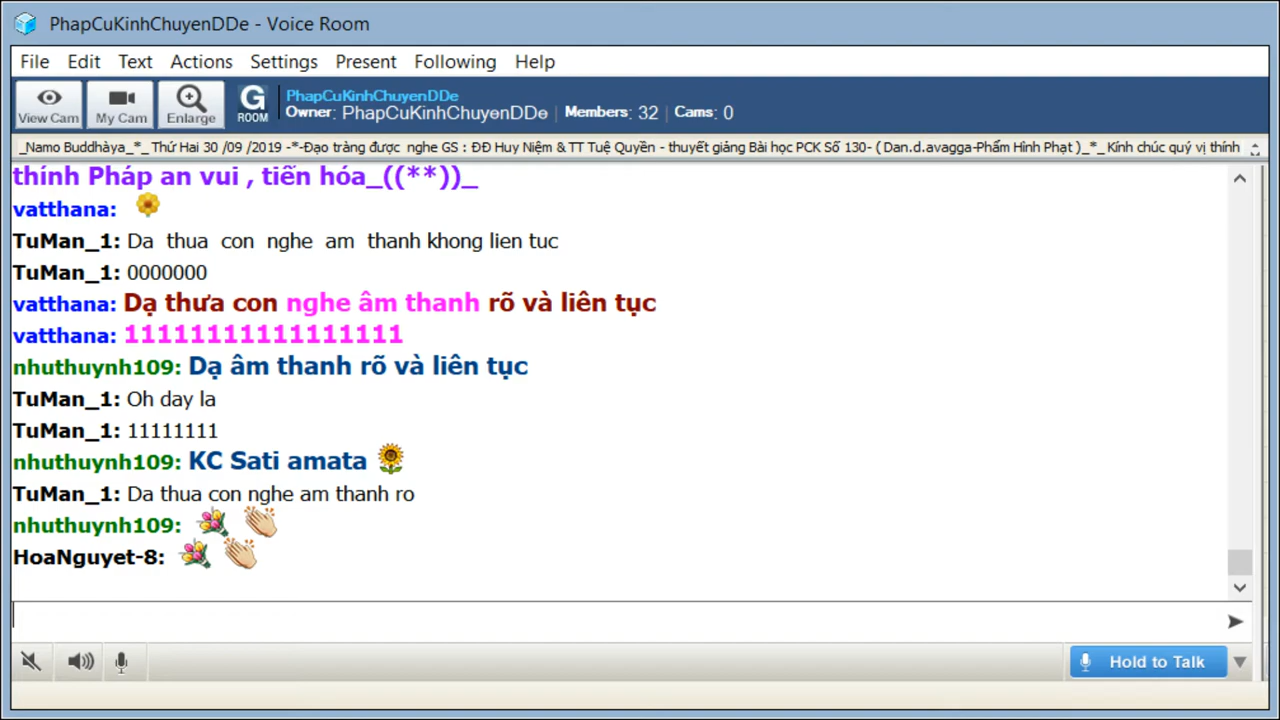 PhapCuKinhChuyenDDe - Voice Room
File Edit Text Actions Settings Present Following Help
View Cam My Cam Enlarge G ROOM
PhapCuKinhChuyenDDe
Owner: PhapCuKinhChuyenDDe | Members: 32 | Cams: 0
_Namo Buddhàya_*_ Thứ Hai 30 /09 /2019 -*-Đạo tràng được nghe GS : ĐĐ Huy Niệm & TT Tuệ Quyền - thuyết giảng Bài học PCK Số 130- ( Dan.d.avagga-Phẩm Hình Phạt )_*_ Kính chúc quý vị thính
thính Pháp an vui , tiến hóa_((**))_
vatthana:
TuMan_1: Da thua con nghe am thanh khong lien tuc
TuMan_1: 0000000
vatthana: Dạ thưa con nghe âm thanh rõ và liên tục
vatthana: 11111111111111111
nhuthuynh109: Dạ âm thanh rõ và liên tục
TuMan_1: Oh day la
TuMan_1: 11111111
nhuthuynh109: KC Sati amata
TuMan_1: Da thua con nghe am thanh ro
nhuthuynh109:
HoaNguyet-8:
Hold to Talk